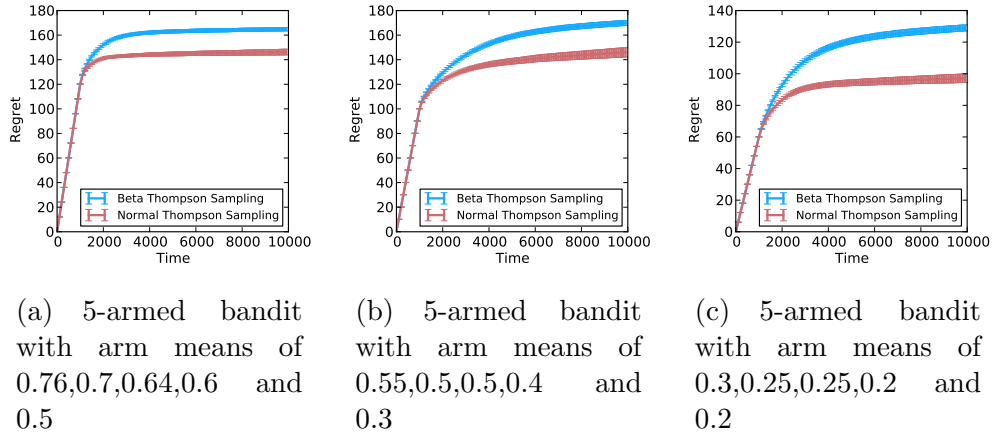 180
160
140
120
100
80
60
40
20
0
Regret
Beta Thompson Sampling
Normal Thompson Sampling
0 2000 4000 6000 8000 10000
Time
(a) 5-armed bandit
with arm means of
0.76,0.7,0.64,0.6 and
0.5
180
160
140
120
100
80
60
40
20
0
Regret
Beta Thompson Sampling
Normal Thompson Sampling
0 2000 4000 6000 8000 10000
Time
(b) 5-armed bandit
with arm means of
0.55,0.5,0.5,0.4 and
0.3
140
120
100
80
60
40
20
0
Regret
Beta Thompson Sampling
Normal Thompson Sampling
0 2000 4000 6000 8000 10000
Time
(c) 5-armed bandit
with arm means of
0.3,0.25,0.25,0.2 and
0.2